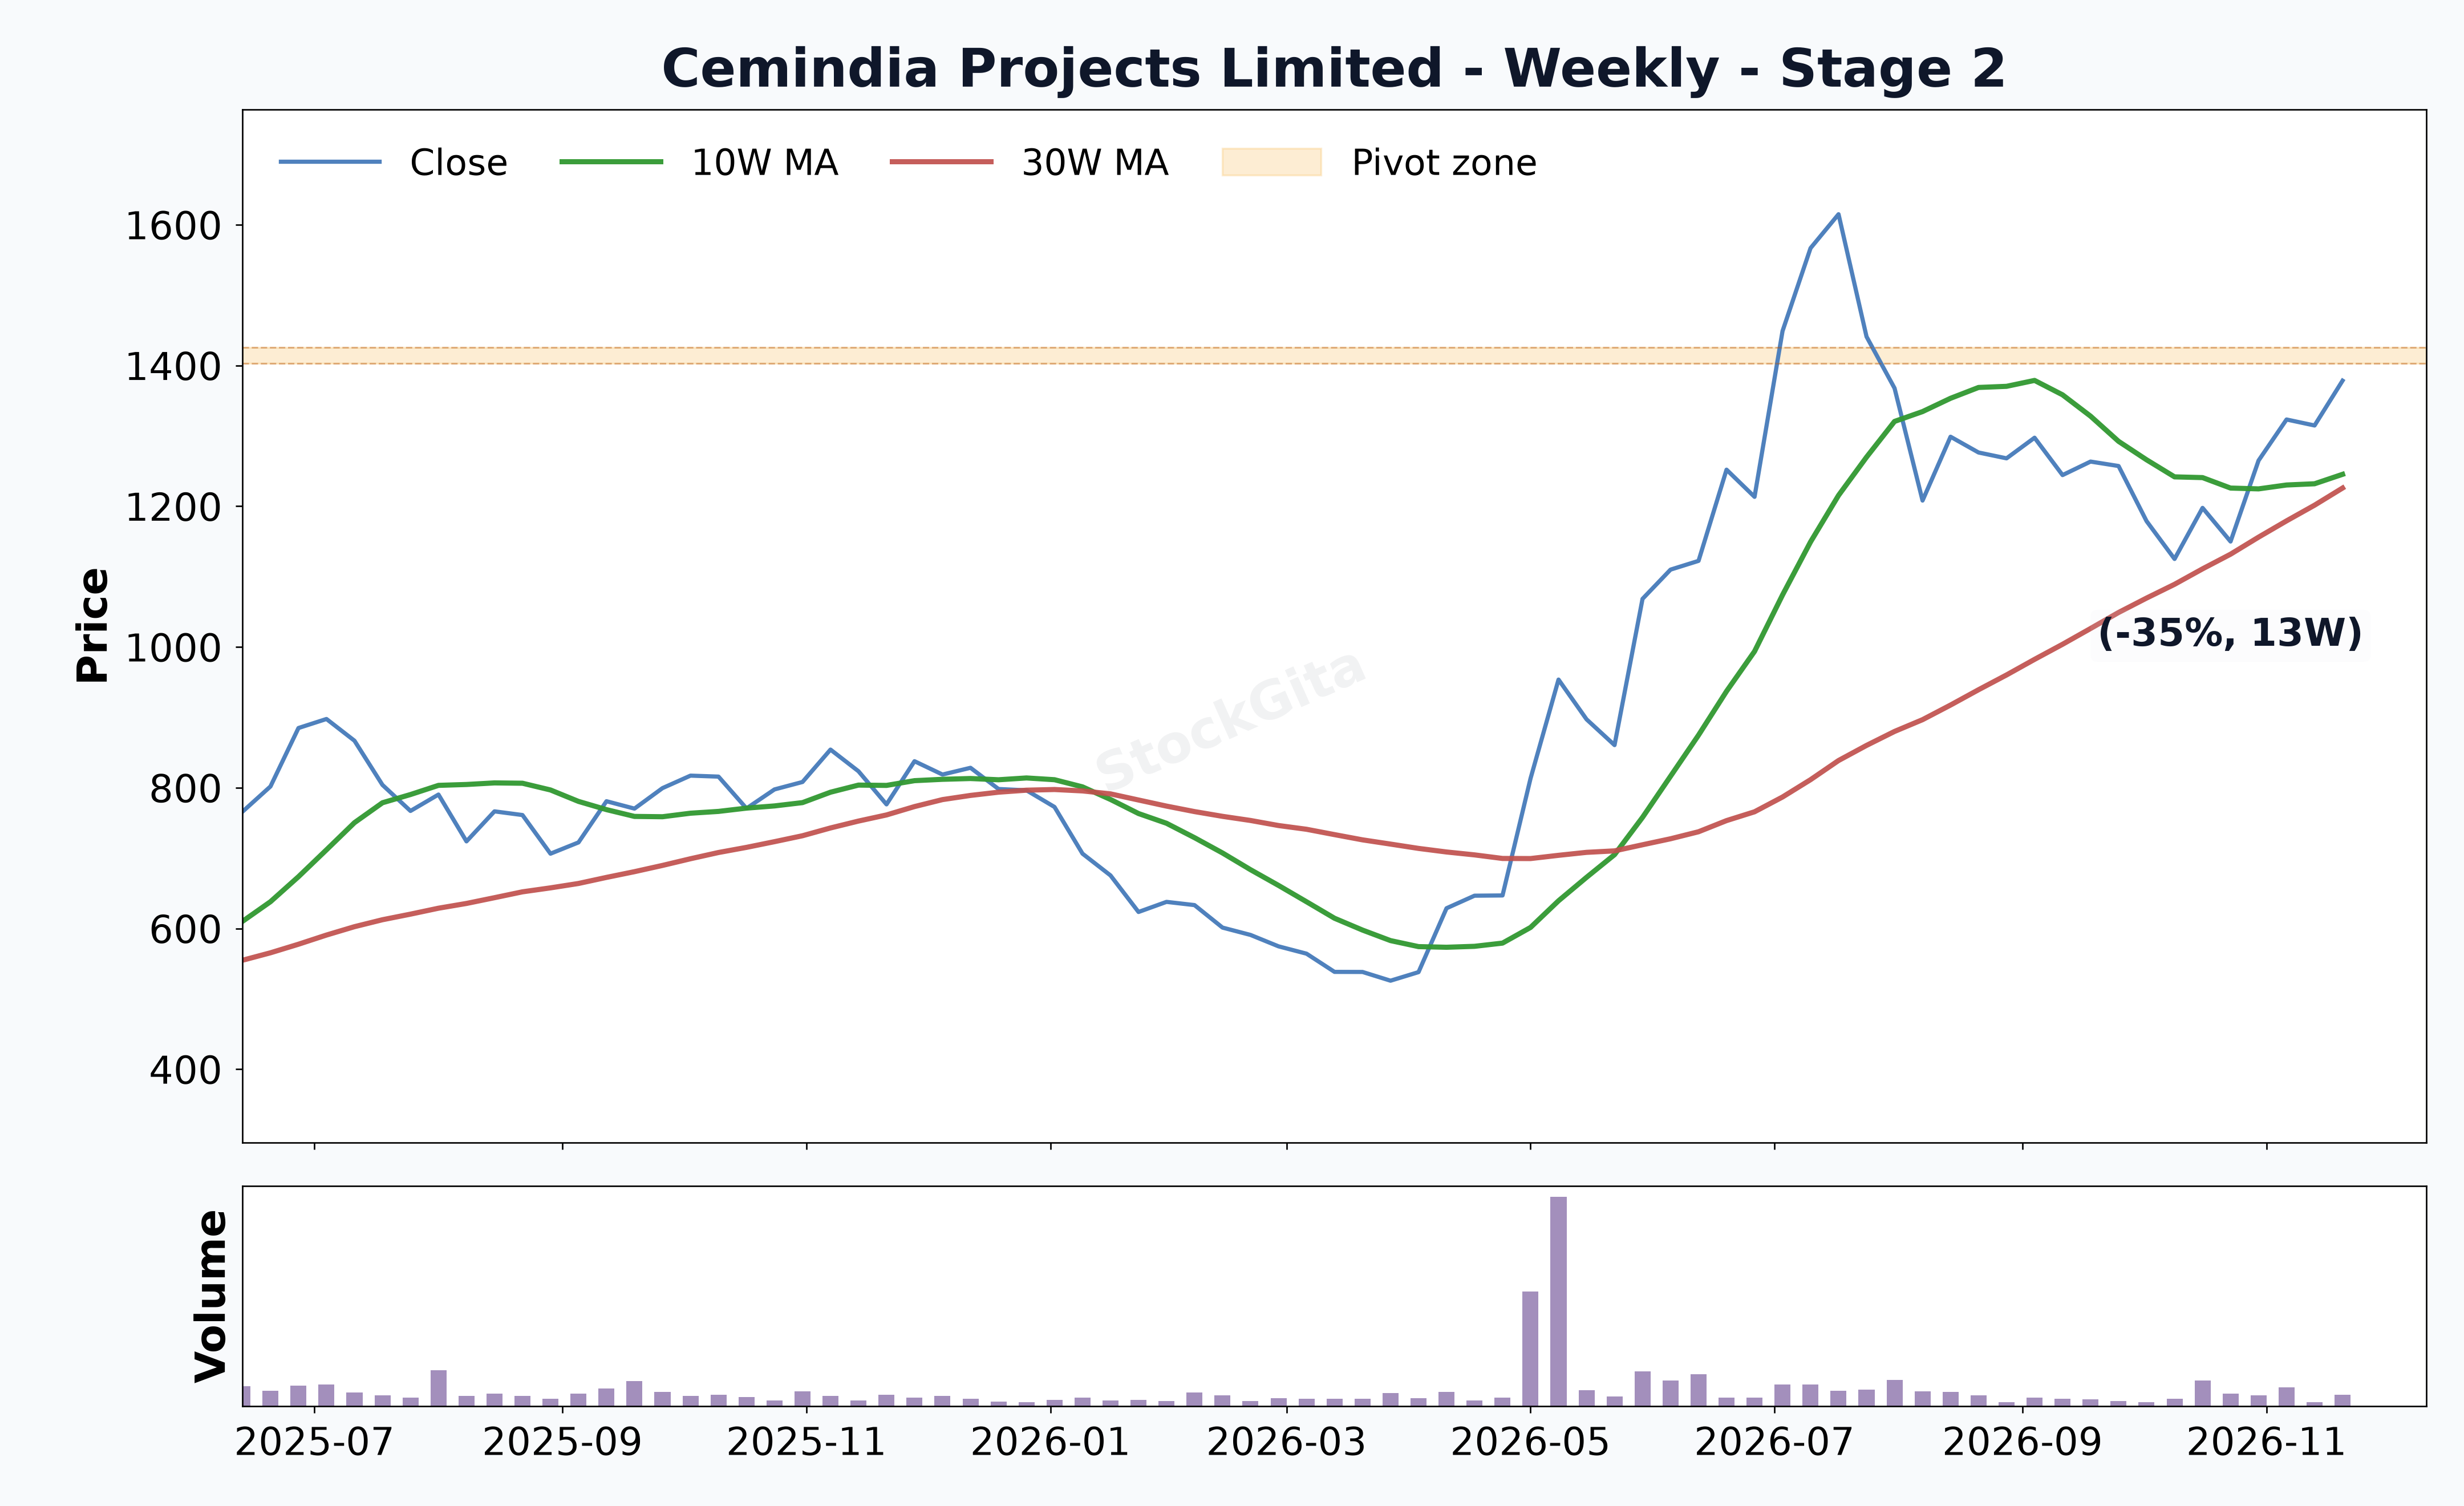 Cemindia Projects Limited - Weekly - Stage 2
Close 10W MA 30W MA Pivot zone
1600
1400
1200
1000
800
600
400
Price
(-35%, 13W)
StockGita
Volume
2025-07 2025-09 2025-11 2026-01 2026-03 2026-05 2026-07 2026-09 2026-11